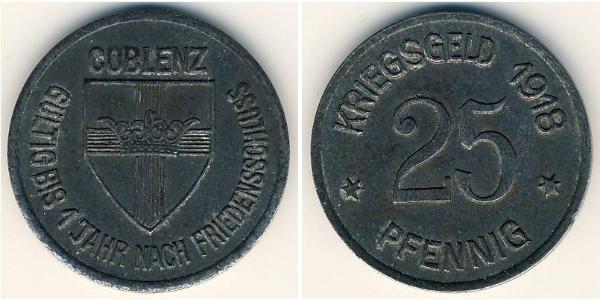 COBLENZ
GÜLTIG BIS 1 JAHR NACH FRIEDENSSCHLUSS
KRIEGSGELD 1918
25
PFENNIG